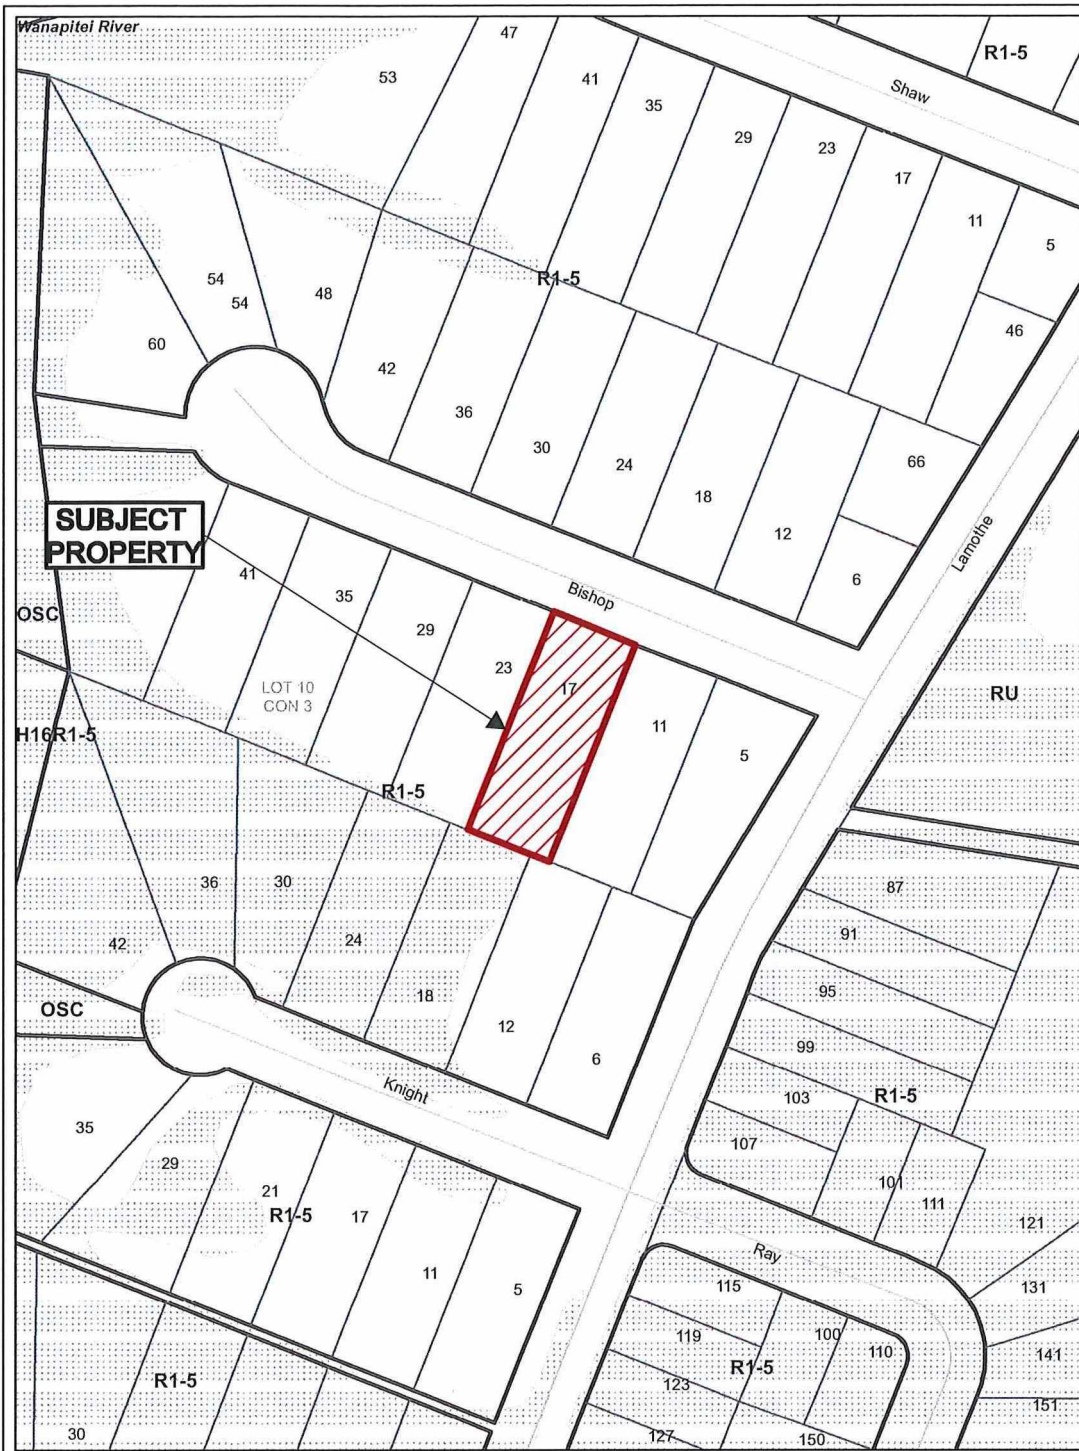 Wanapitei River
47
R1-5
53
41
35
Shaw
29
23
17
11
5
R1-5
54
54
48
46
60
42
36
30
24
66
18
12
6
Lamothe
SUBJECT
PROPERTY
41
35
Bishop
29
OSC
23
17
LOT 10
CON 3
RU
11
5
H16R1-5
R1-5
36
30
87
42
24
91
18
95
OSC
12
99
6
Knight
103
R1-5
35
107
29
101
21
111
R1-5
17
121
11
Ray
5
115
131
119
100
110
R1-5
141
R1-5
123
151
30
127
150